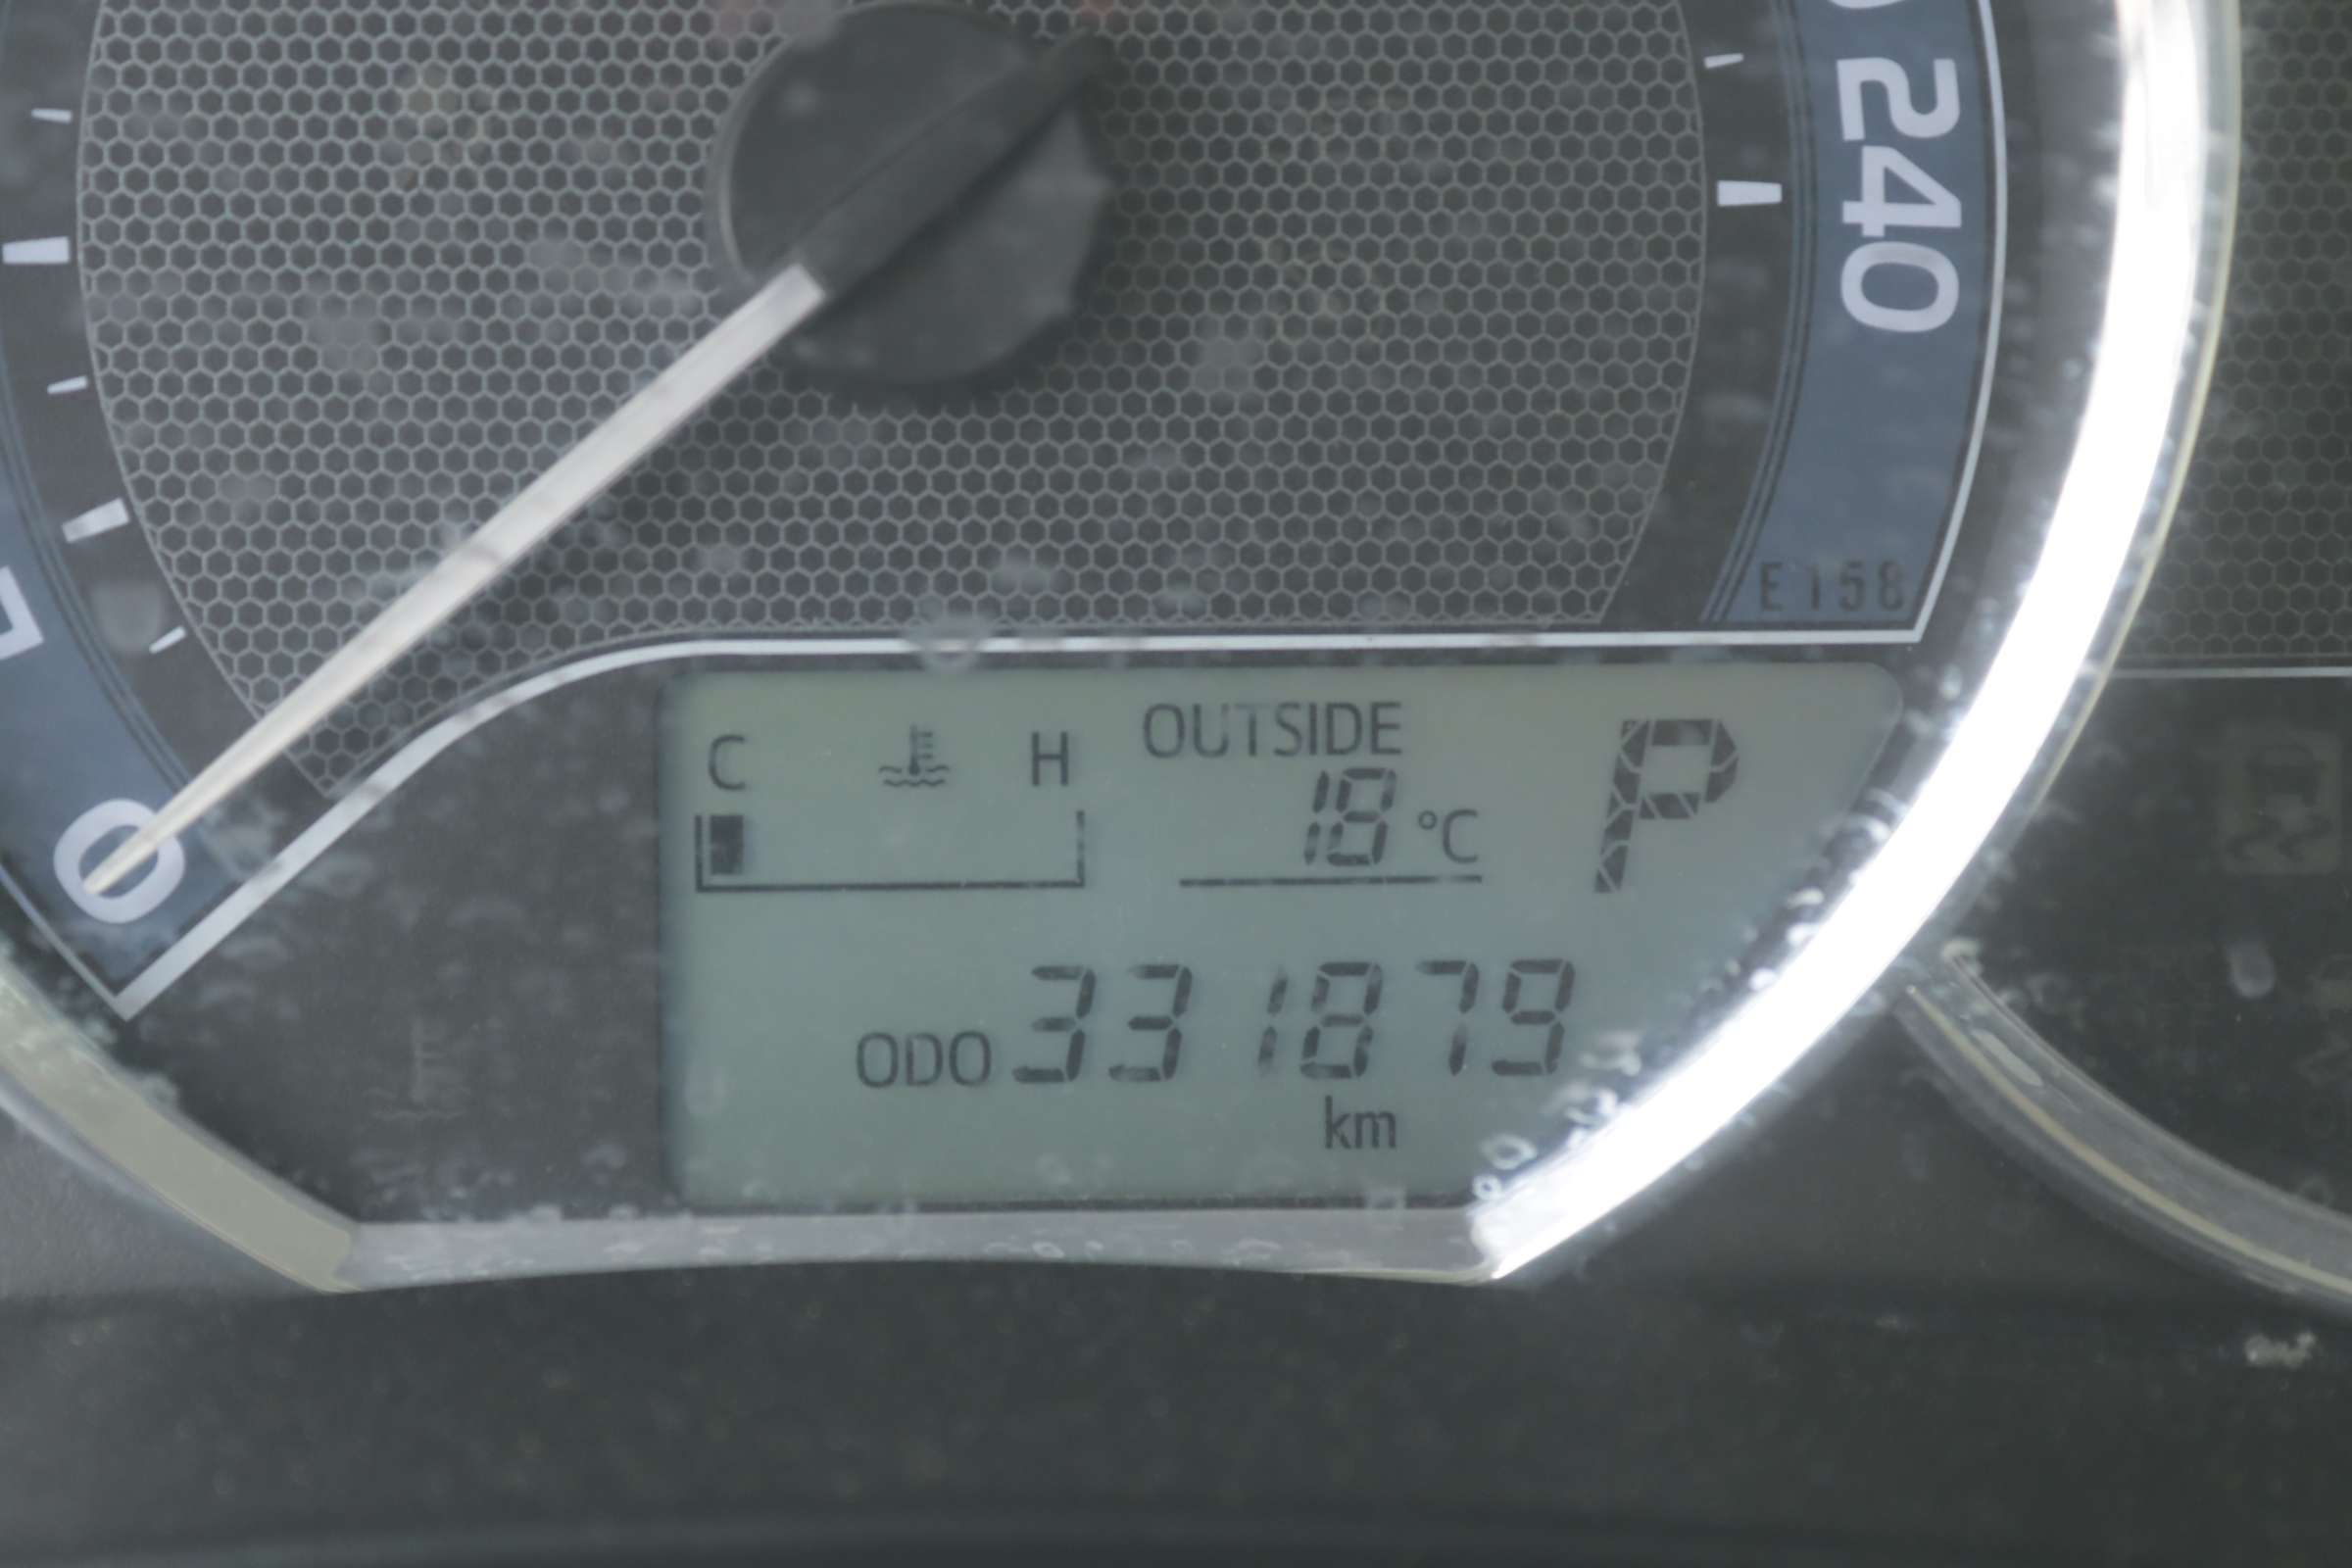 240
E158
0
OUTSIDE
C H
18 °C
P
ODO 331879
km